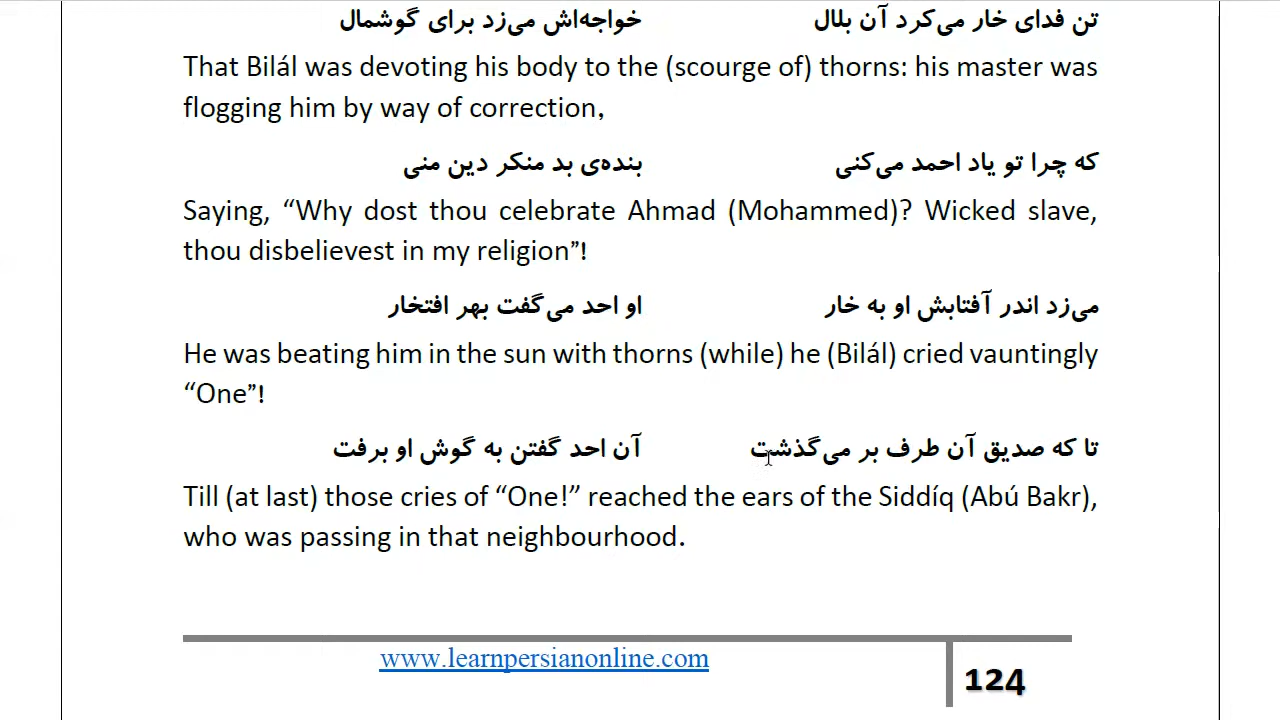 تن فدای خار می‌کرد آن بلال خواجه‌اش می‌زد برای گوشمال
That Bilál was devoting his body to the (scourge of) thorns: his master was
flogging him by way of correction,
که چرا تو یاد احمد می‌کنی بنده‌ی بد منکر دین منی
Saying, “Why dost thou celebrate Ahmad (Mohammed)? Wicked slave,
thou disbelievest in my religion”!
می‌زد اندر آفتابش او به خار او احد می‌گفت بهر افتخار
He was beating him in the sun with thorns (while) he (Bilál) cried vauntingly
“One”!
تا که صدیق آن طرف بر می‌گذشت آن احد گفتن به گوش او برفت
Till (at last) those cries of “One!” reached the ears of the Siddíq (Abú Bakr),
who was passing in that neighbourhood.
www.learnpersianonline.com
124